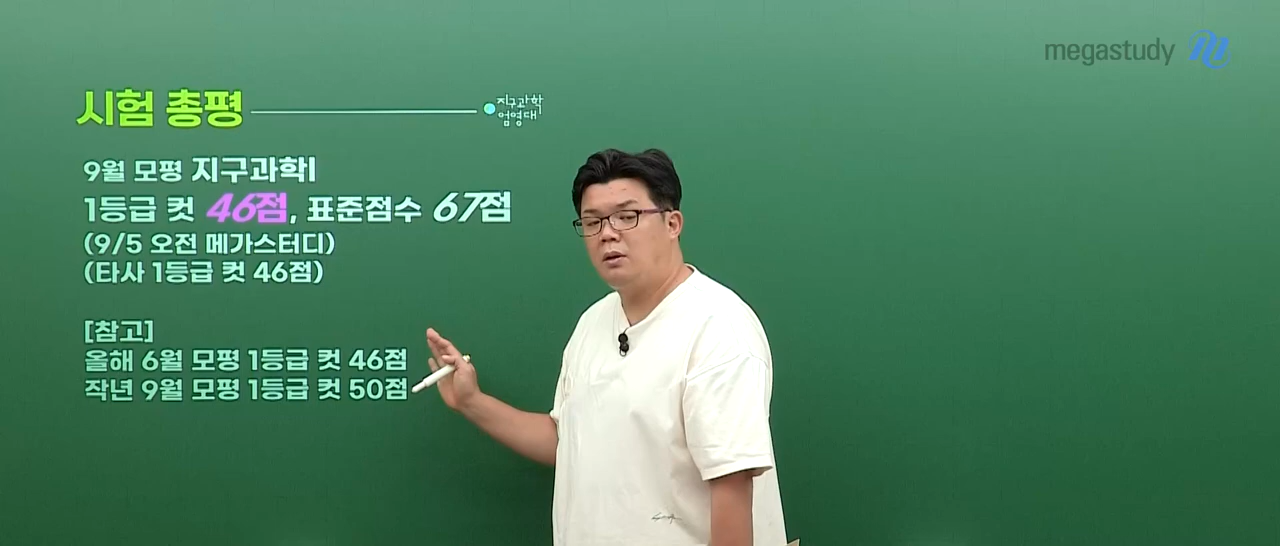 megastudy
시험 총평
지구과학
엄영대
9월 모평 지구과학I
1등급 컷 46점, 표준점수 67점
(9/5 오전 메가스터디)
(타사 1등급 컷 46점)
[참고]
올해 6월 모평 1등급 컷 46점
작년 9월 모평 1등급 컷 50점